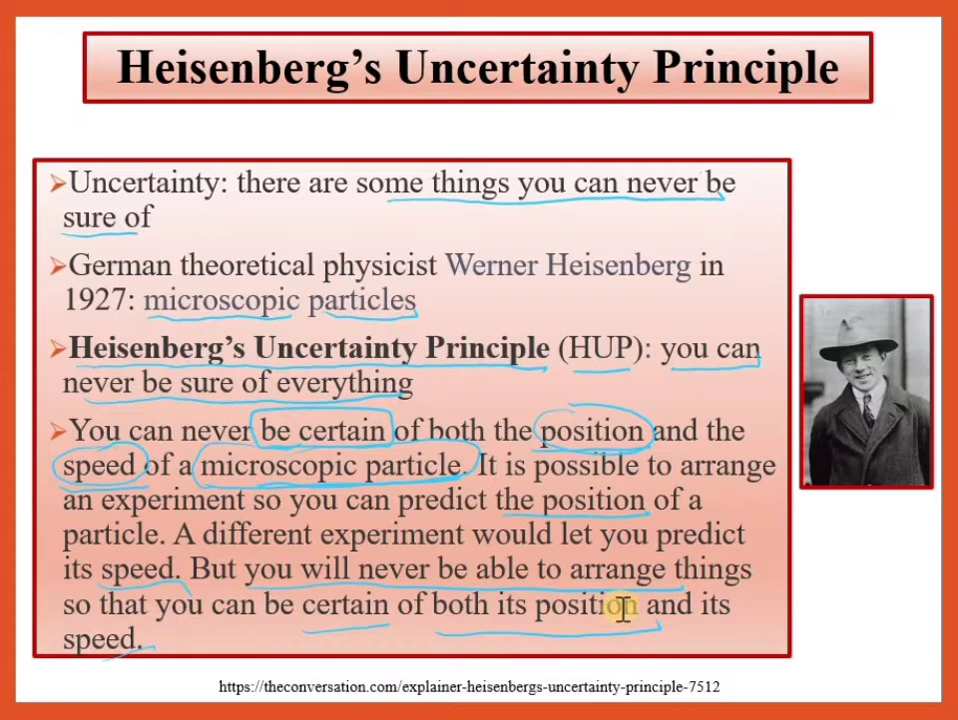 Heisenberg's Uncertainty Principle
➢Uncertainty: there are some things you can never be
sure of
➢German theoretical physicist Werner Heisenberg in
1927: microscopic particles
➢Heisenberg's Uncertainty Principle (HUP): you can
never be sure of everything
➢You can never be certain of both the position and the
speed of a microscopic particle. It is possible to arrange
an experiment so you can predict the position of a
particle. A different experiment would let you predict
its speed. But you will never be able to arrange things
so that you can be certain of both its position and its
speed.
https://theconversation.com/explainer-heisenbergs-uncertainty-principle-7512